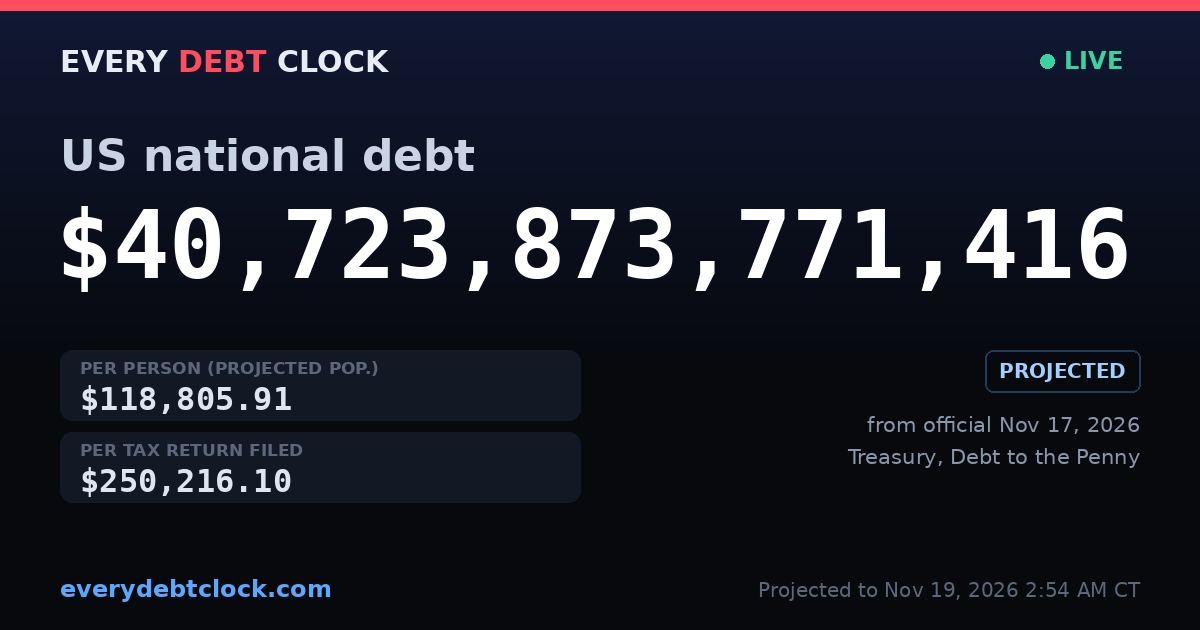 EVERY DEBT CLOCK
LIVE
US national debt
$40,723,873,771,416
PER PERSON (PROJECTED POP.)
$118,805.91
PER TAX RETURN FILED
$250,216.10
PROJECTED
from official Nov 17, 2026
Treasury, Debt to the Penny
everydebtclock.com
Projected to Nov 19, 2026 2:54 AM CT